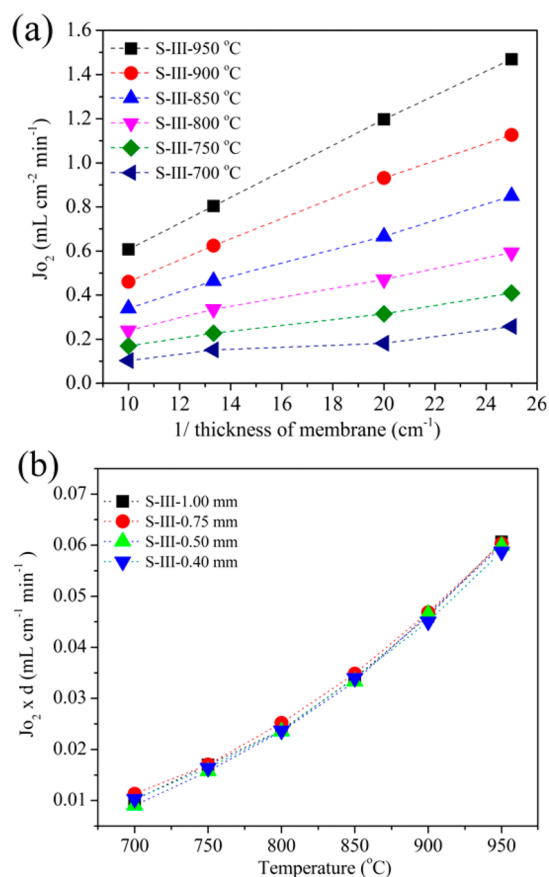 (a)
S-III-950 °C
S-III-900 °C
S-III-850 °C
S-III-800 °C
S-III-750 °C
S-III-700 °C
Jo₂ (mL cm⁻² min⁻¹)
1.6
1.4
1.2
1.0
0.8
0.6
0.4
0.2
0.0
10 12 14 16 18 20 22 24 26
1/ thickness of membrane (cm⁻¹)
(b)
S-III-1.00 mm
S-III-0.75 mm
S-III-0.50 mm
S-III-0.40 mm
Jo₂ x d (mL cm⁻¹ min⁻¹)
0.07
0.06
0.05
0.04
0.03
0.02
0.01
700 750 800 850 900 950
Temperature (°C)